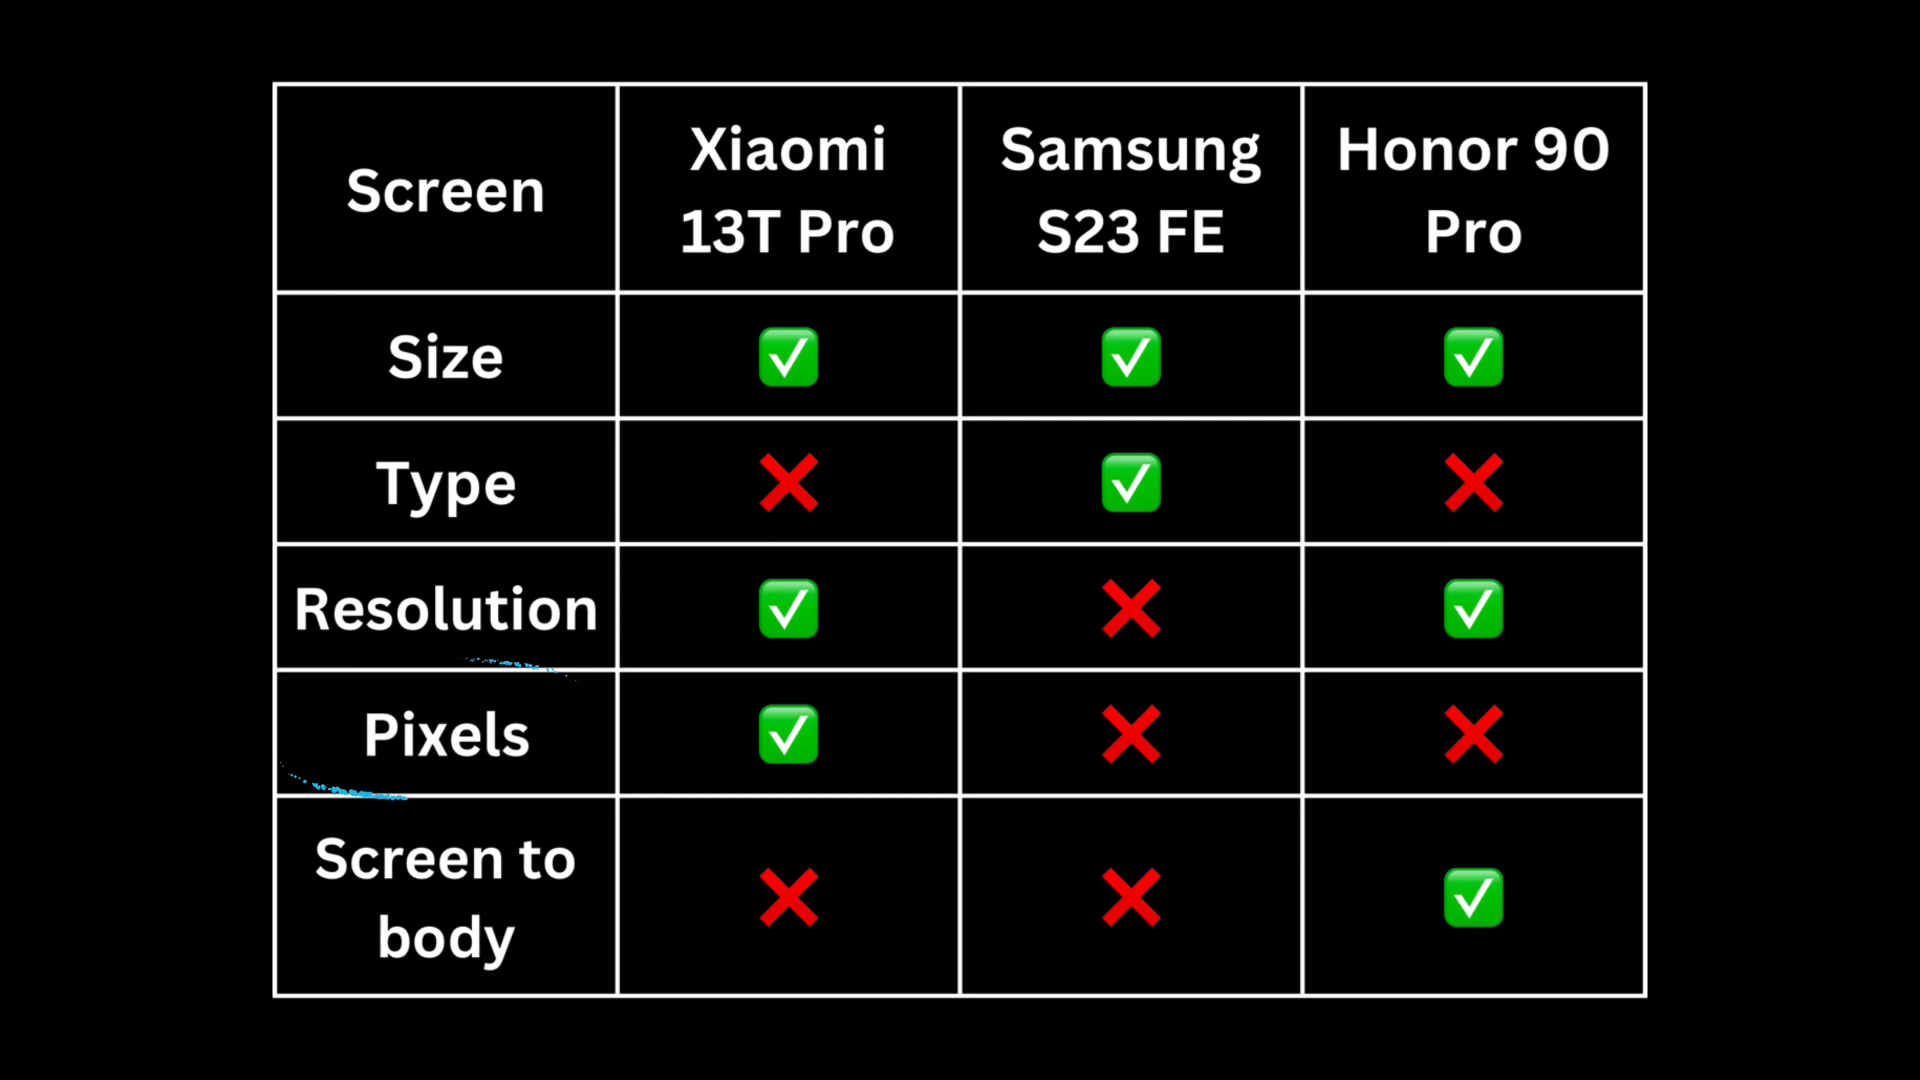 Screen
Xiaomi
13T Pro
Samsung
S23 FE
Honor 90
Pro
Size ✅ ✅ ✅
Type ❌ ✅ ❌
Resolution ✅ ❌ ✅
Pixels ✅ ❌ ❌
Screen to
body ❌ ❌ ✅